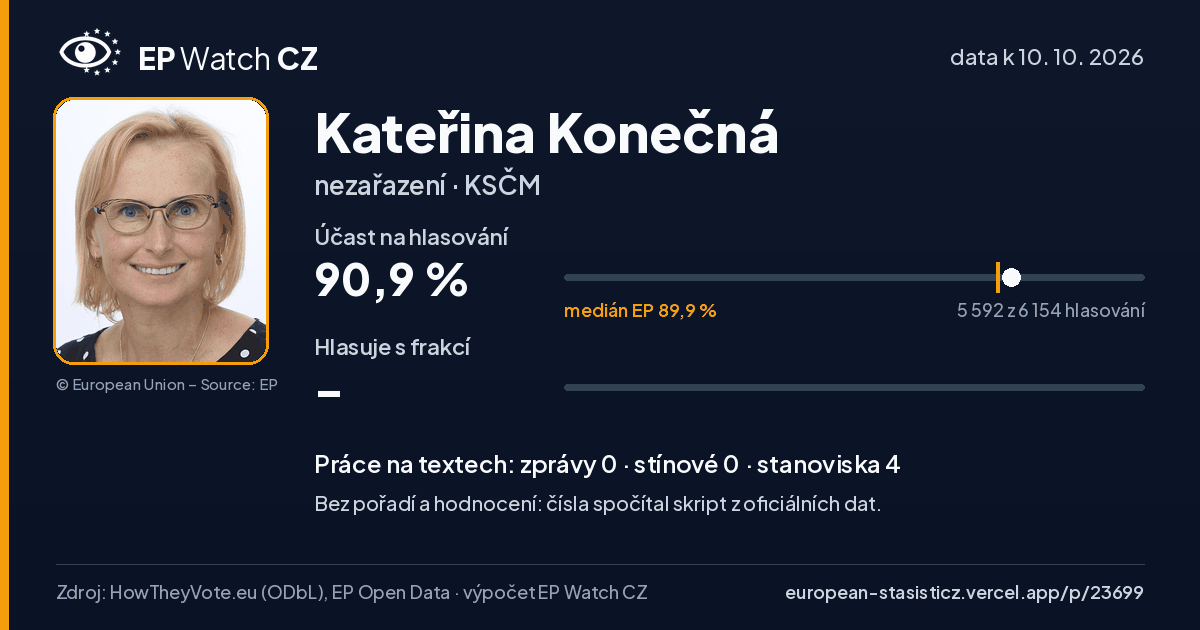 EP Watch CZ
data k 10. 10. 2026
Kateřina Konečná
nezařazení · KSČM
Účast na hlasování
90,9 %
medián EP 89,9 %
5 592 z 6 154 hlasování
Hlasuje s frakcí
–
© European Union – Source: EP
Práce na textech: zprávy 0 · stínové 0 · stanoviska 4
Bez pořadí a hodnocení: čísla spočítal skript z oficiálních dat.
Zdroj: HowTheyVote.eu (ODbL), EP Open Data · výpočet EP Watch CZ
european-stasisticz.vercel.app/p/23699